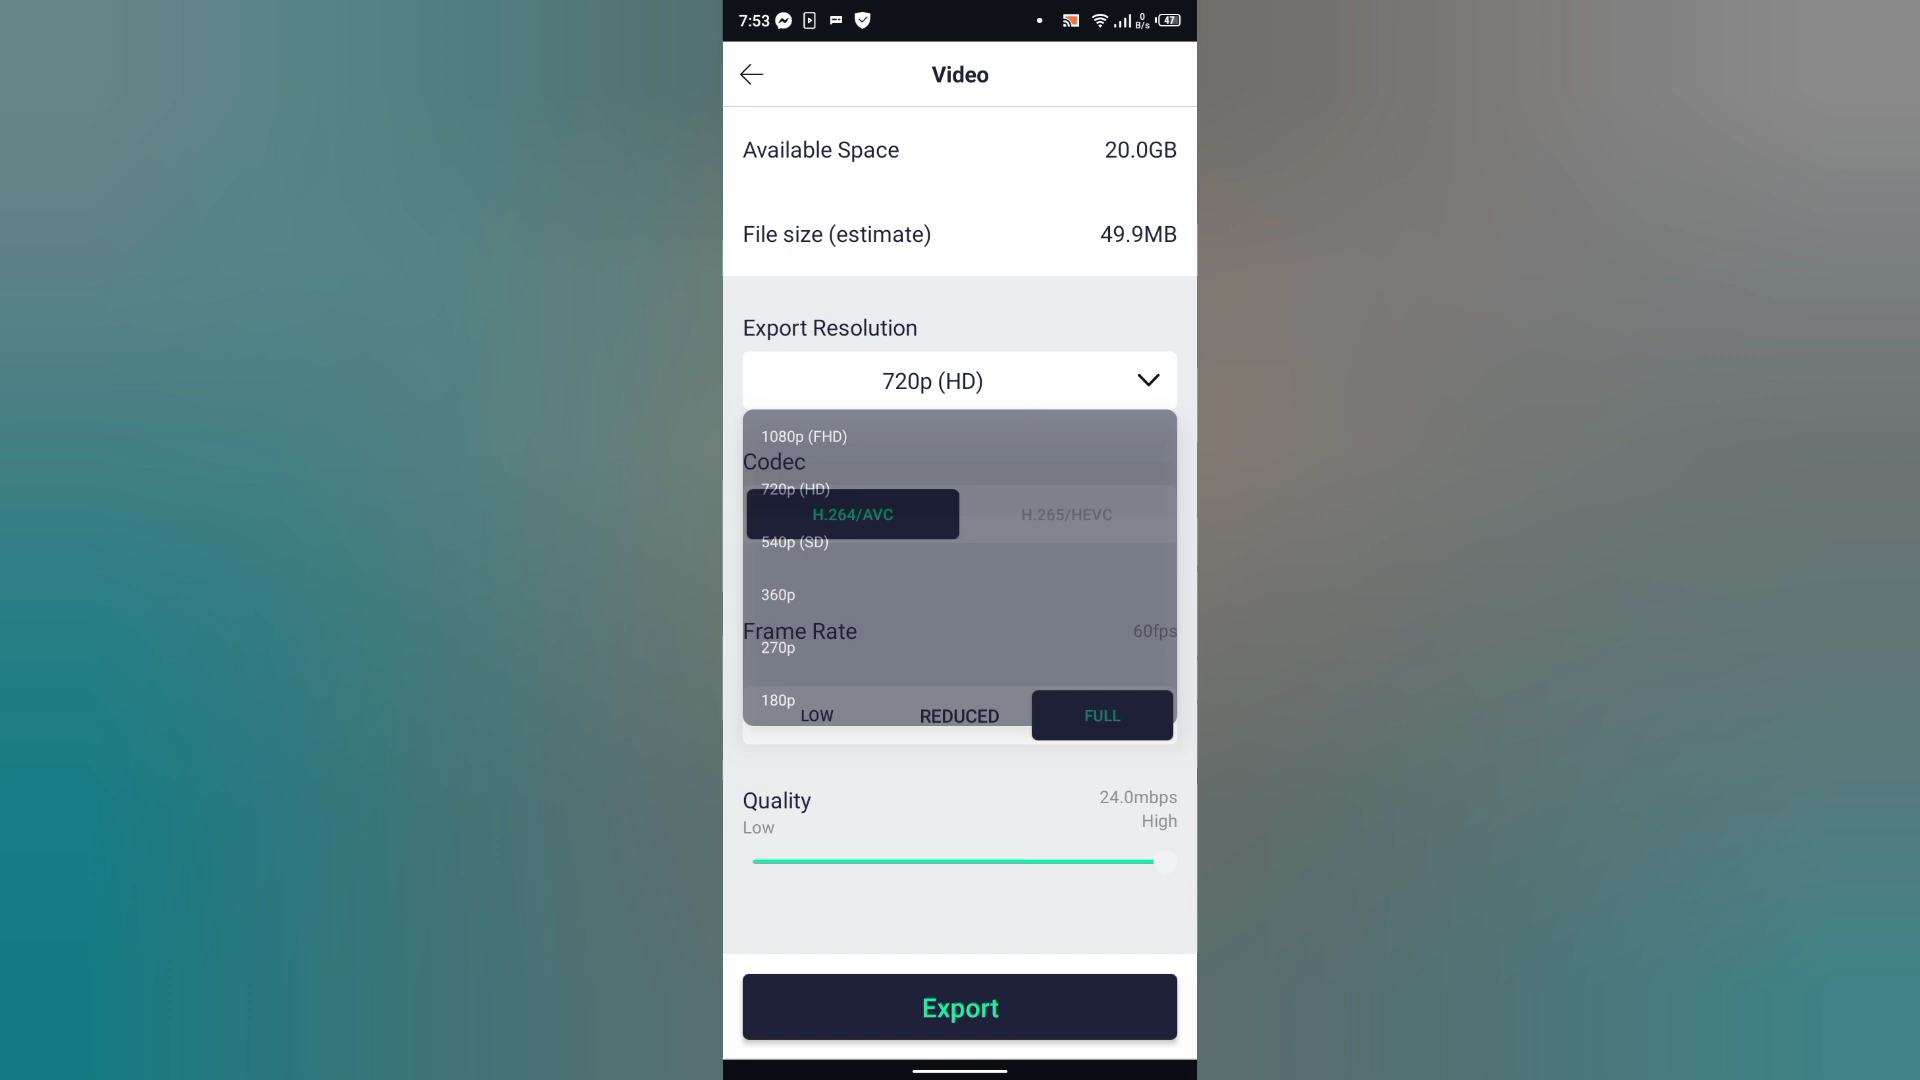 7:53
0 B/s 47
Video
Available Space 20.0GB
File size (estimate) 49.9MB
Export Resolution
720p (HD)
1080p (FHD)
Codec
720p (HD)
H.264/AVC H.265/HEVC
540p (SD)
360p
Frame Rate 60fps
270p
180p
LOW REDUCED FULL
Quality 24.0mbps
Low High
Export